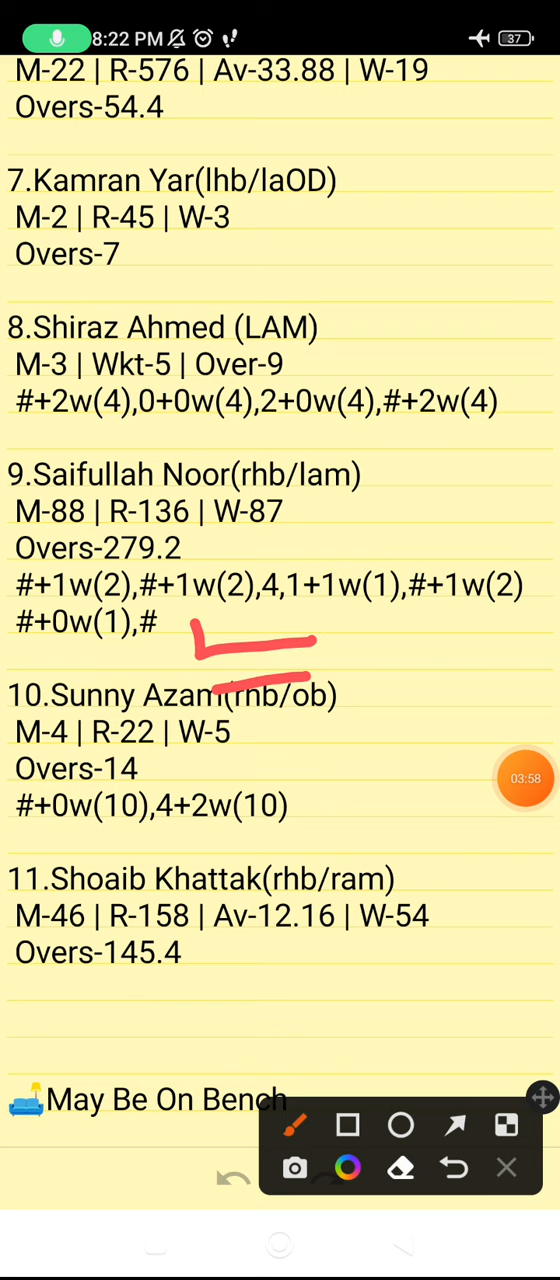 8:22 PM
37
M-22 | R-576 | Av-33.88 | W-19
Overs-54.4
7.Kamran Yar(lhb/laOD)
M-2 | R-45 | W-3
Overs-7
8.Shiraz Ahmed (LAM)
M-3 | Wkt-5 | Over-9
#+2w(4),0+0w(4),2+0w(4),#+2w(4)
9.Saifullah Noor(rhb/lam)
M-88 | R-136 | W-87
Overs-279.2
#+1w(2),#+1w(2),4,1+1w(1),#+1w(2)
#+0w(1),#
10.Sunny Azam(rhb/ob)
M-4 | R-22 | W-5
Overs-14
03:58
#+0w(10),4+2w(10)
11.Shoaib Khattak(rhb/ram)
M-46 | R-158 | Av-12.16 | W-54
Overs-145.4
May Be On Bench